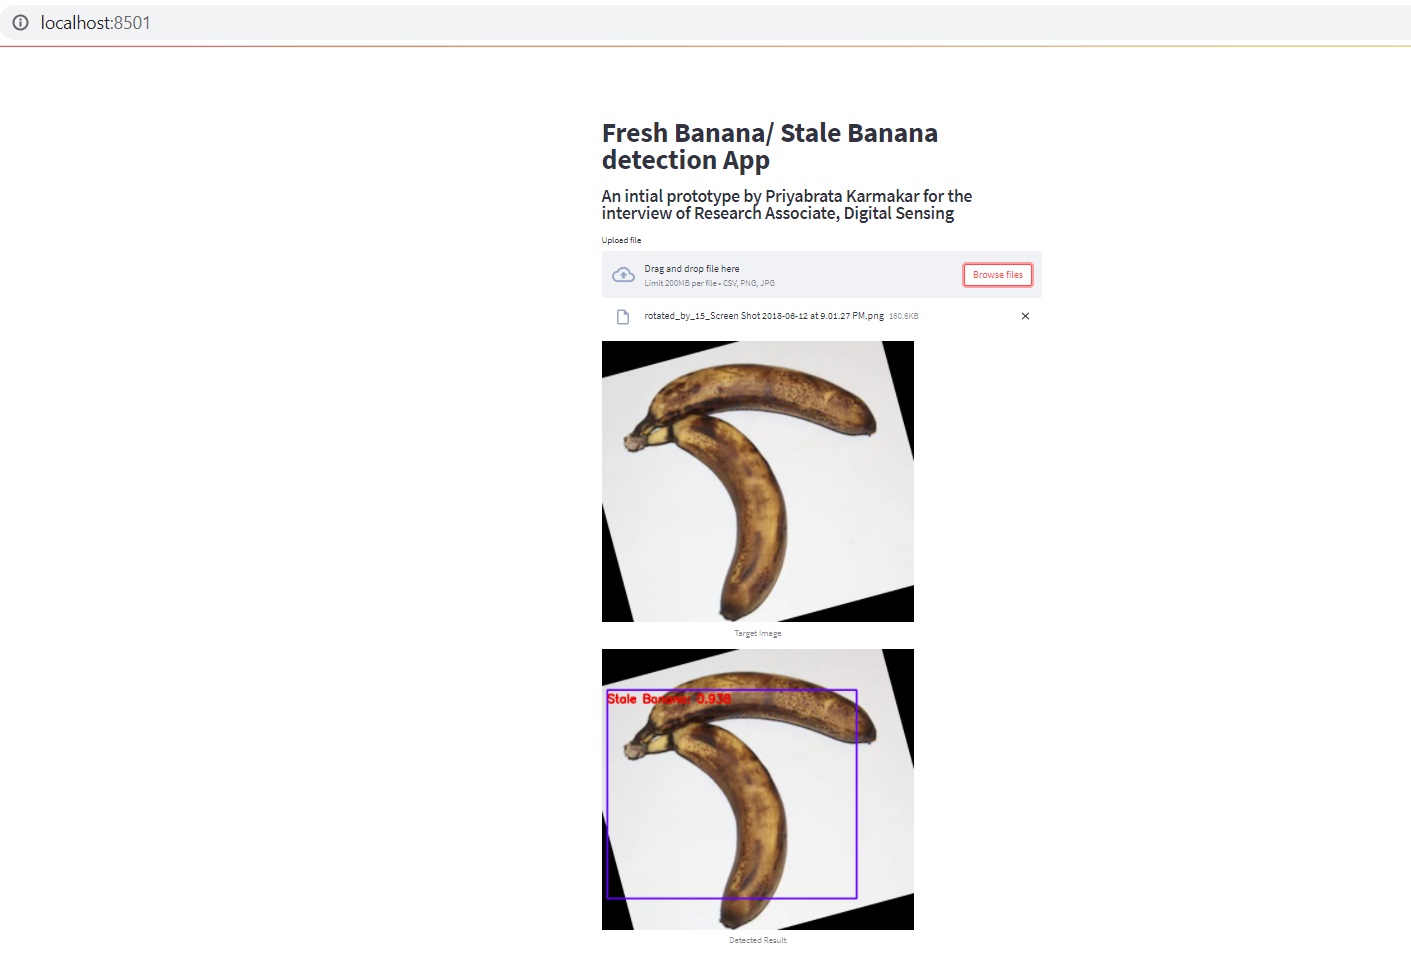 localhost:8501
Fresh Banana/ Stale Banana
detection App
An intial prototype by Priyabrata Karmakar for the
interview of Research Associate, Digital Sensing
Upload file
Drag and drop file here
Limit 200MB per file • CSV, PNG, JPG
Browse files
rotated_by_15_Screen Shot 2018-06-12 at 9.01.27 PM.png 160.6KB
Target Image
Stale Banana 0.938
Detected Result